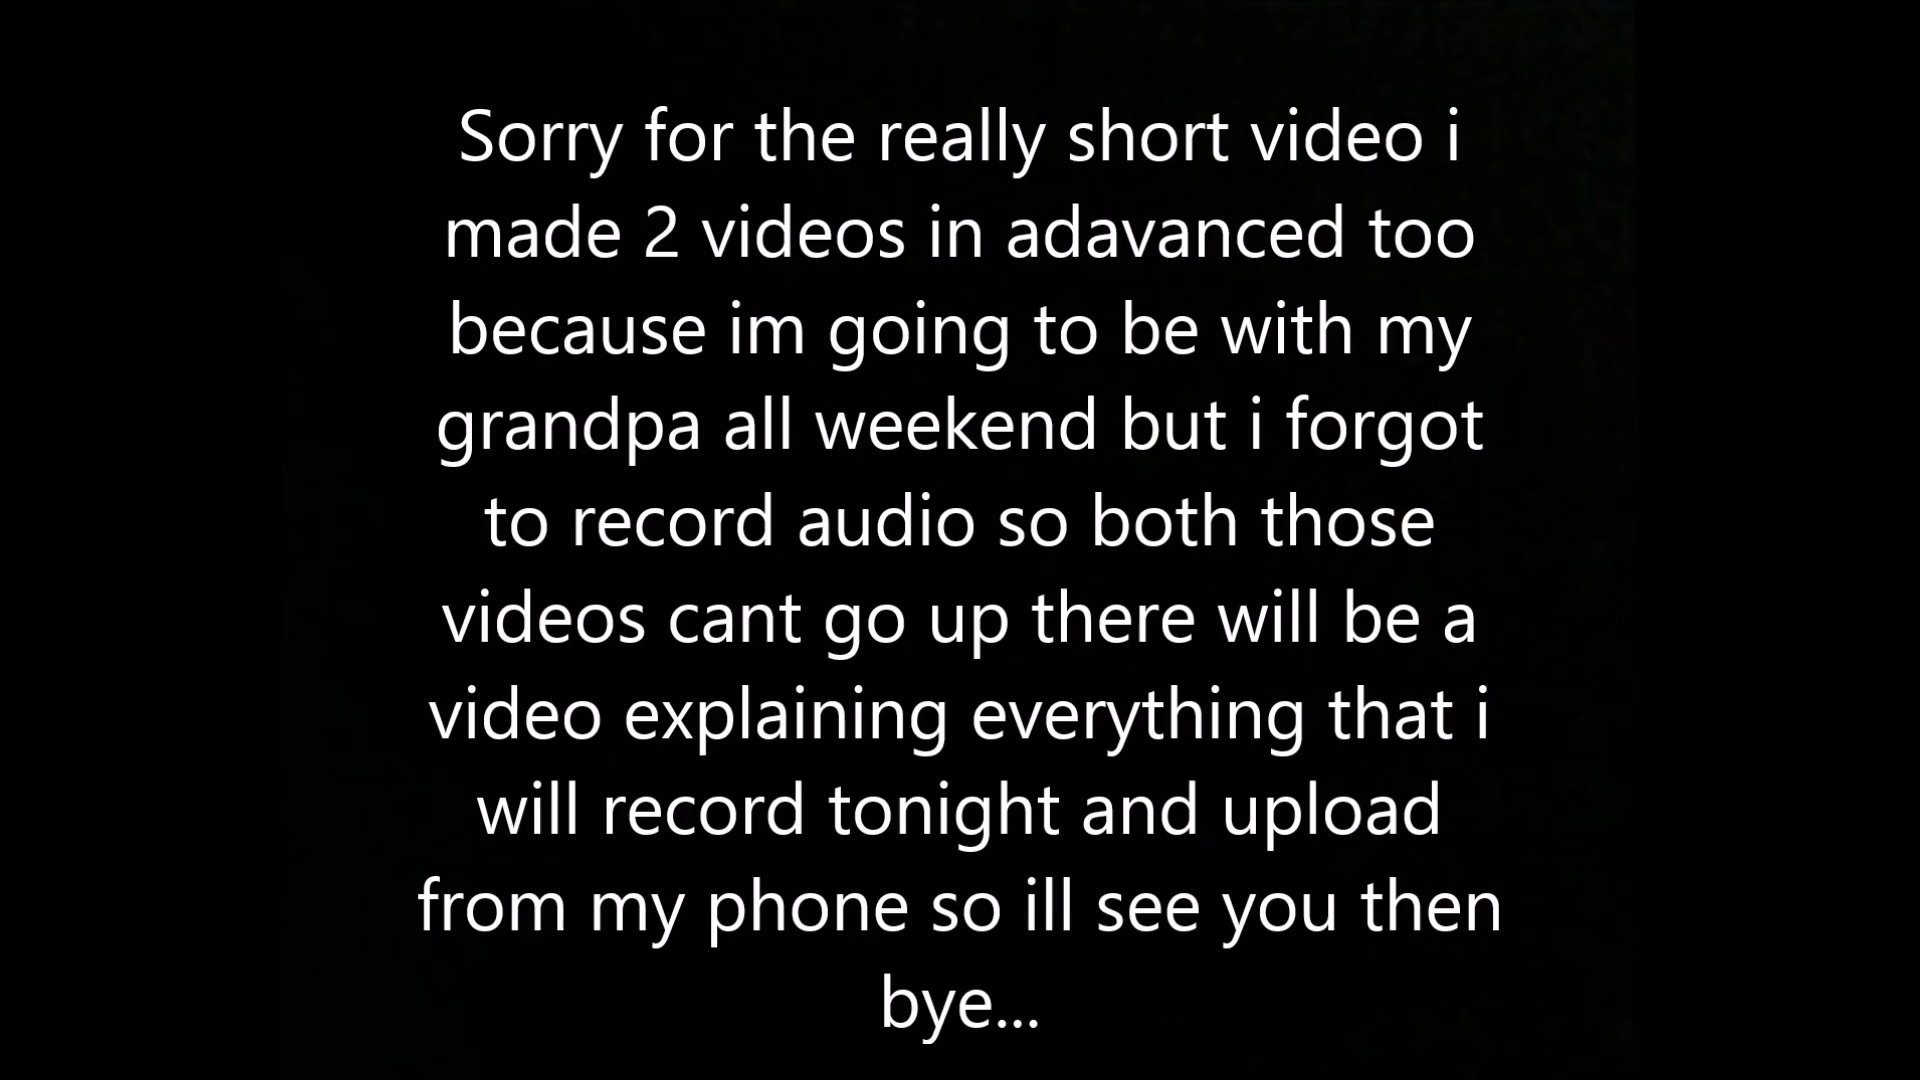 Sorry for the really short video i
made 2 videos in adavanced too
because im going to be with my
grandpa all weekend but i forgot
to record audio so both those
videos cant go up there will be a
video explaining everything that i
will record tonight and upload
from my phone so ill see you then
bye...